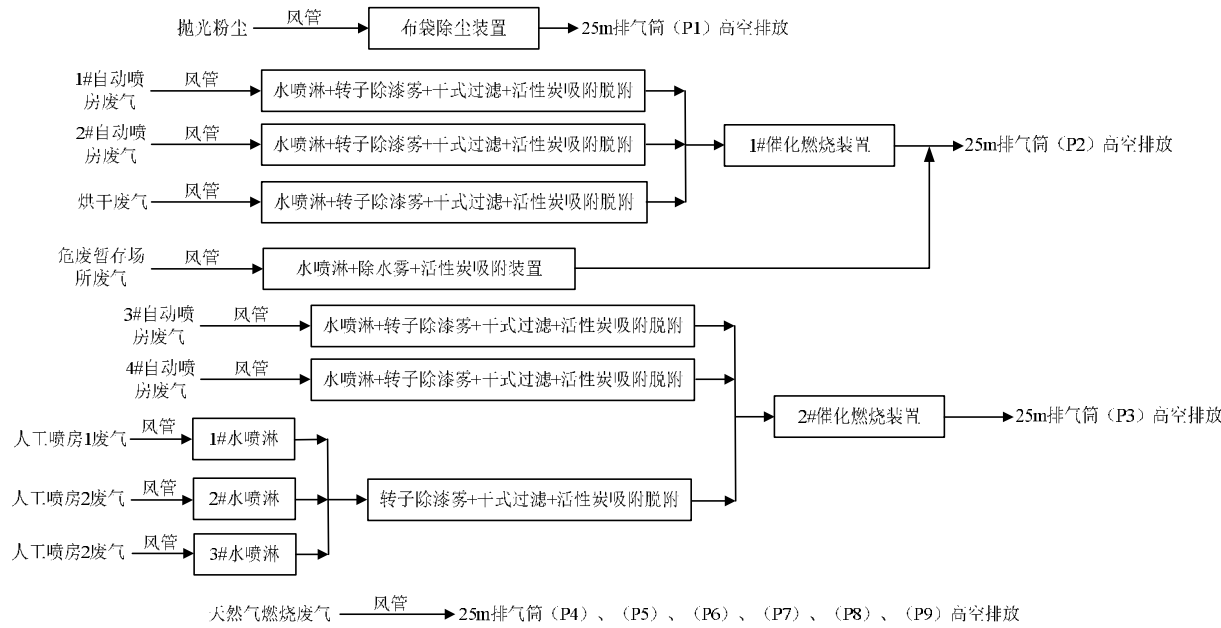 抛光粉尘 风管 布袋除尘装置 25m排气筒（P1）高空排放
1#自动喷
房废气 风管 水喷淋+转子除漆雾+干式过滤+活性炭吸附脱附
2#自动喷
房废气 风管 水喷淋+转子除漆雾+干式过滤+活性炭吸附脱附
1#催化燃烧装置 25m排气筒（P2）高空排放
烘干废气 风管 水喷淋+转子除漆雾+干式过滤+活性炭吸附脱附
危废暂存场
所废气 风管 水喷淋+除水雾+活性炭吸附装置
3#自动喷
房废气 风管 水喷淋+转子除漆雾+干式过滤+活性炭吸附脱附
4#自动喷
房废气 风管 水喷淋+转子除漆雾+干式过滤+活性炭吸附脱附
2#催化燃烧装置 25m排气筒（P3）高空排放
人工喷房1废气 风管 1#水喷淋
人工喷房2废气 风管 2#水喷淋 转子除漆雾+干式过滤+活性炭吸附脱附
人工喷房2废气 风管 3#水喷淋
天然气燃烧废气 风管 25m排气筒（P4）、（P5）、（P6）、（P7）、（P8）、（P9）高空排放